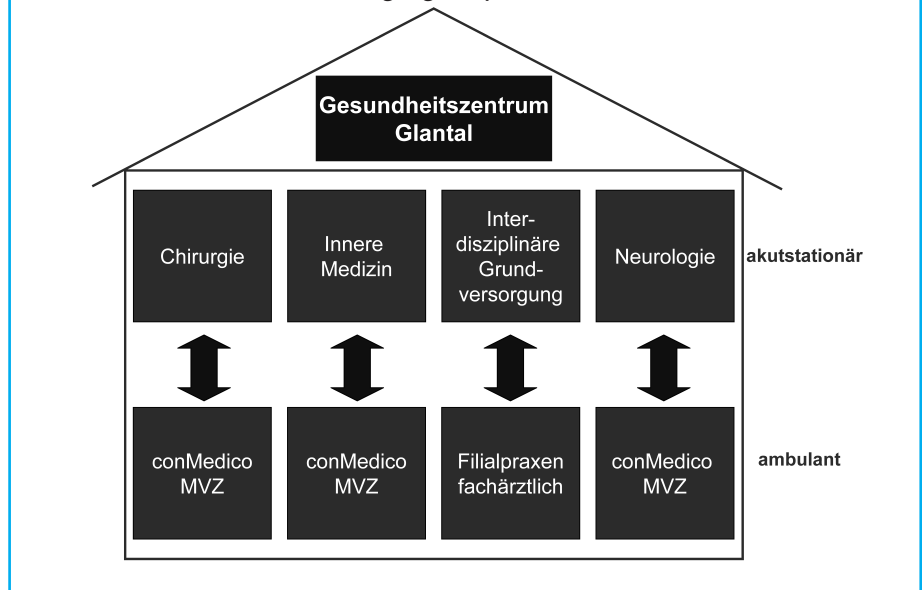 Gesundheitszentrum
Glantal
Chirurgie
Innere
Medizin
Inter-
disziplinäre
Grund-
versorgung
Neurologie
akutstationär
conMedico
MVZ
conMedico
MVZ
Filialpraxen
fachärztlich
conMedico
MVZ
ambulant